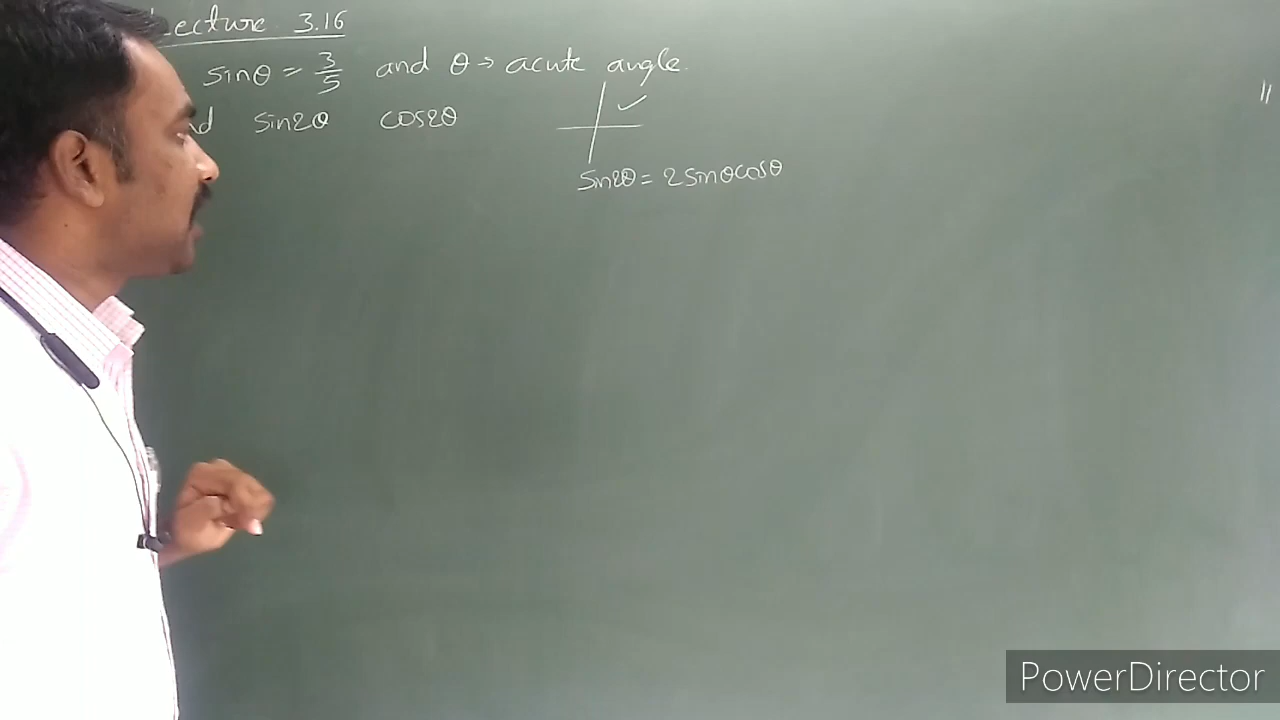 Lecture 3.16
sinθ = 3/5 and θ → acute angle.
sin2θ cos2θ
sin2θ = 2sinθcosθ
PowerDirector